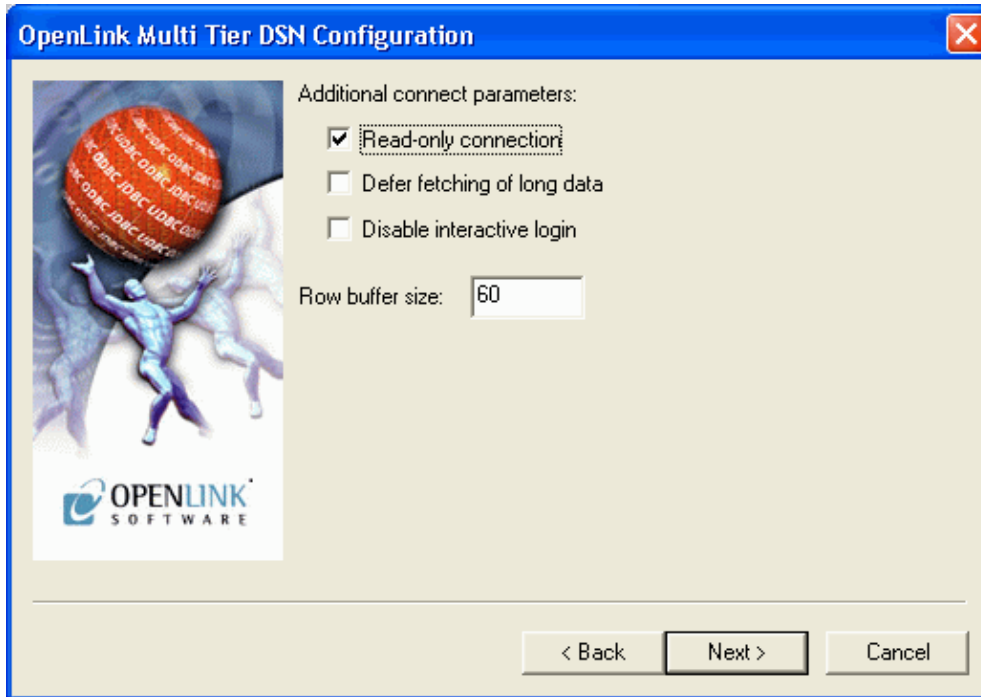 OpenLink Multi Tier DSN Configuration
Additional connect parameters:
Read-only connection
Defer fetching of long data
Disable interactive login
Row buffer size: 60
OPENLINK
SOFTWARE
< Back
Next >
Cancel